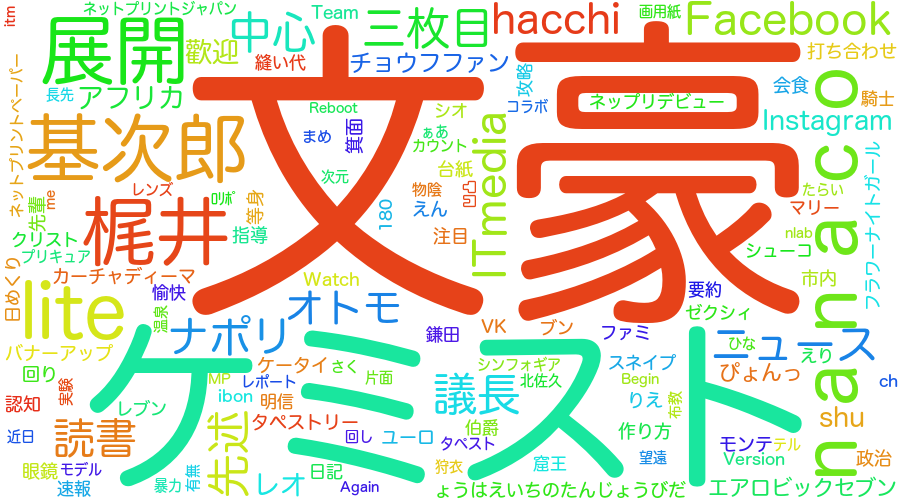 itm
ネットプリントジャパン
Team
三枚目
hacchi
画用紙
Facebook
展開
中心
歡迎
縫い代
チョウフファン
攻略
打ち合わせ
長先
アフリカ
Reboot
シオ
コラボ
ネップリデビュー
会食
騎士
ネットプリントペーパー
基次郎
まめ
箕面
ぁあ
カウント
ITmedia
Instagram
文豪
nanaco
台紙
次元
レンズ
ﾛﾘﾎﾟ
等身
物陰
凸凹
たらい
me
先輩
梶井
180
えん
マリー
nlab
クリスト
指導
注目
シューコ
プリキュア
フラワーナイトガール
日めくり
カーチャディーマ
Watch
市内
lite
愉快
温泉
オトモ
要約
ゼクシィ
ナポリ
鎌田
VK
ブン
ファミ
ニュース
ひな
バナーアップ
ケータイ
さく
シンフォギア
スネイプ
えり
回り
MP
レポート
片面
北佐久
Begin
ぴょんっ
ch
ケミスト
実験
ibon
明信
議長
りえ
布教
認知
レブン
タペストリー
伯爵
作り方
shu
近日
読書
先述
回し
ユーロ
タペスト
望遠
モンテ
テル
眼鏡
モデル
有無
日記
狩衣
窟王
Version
政治
速報
暴力
レオ
Again
ょうはえいちのたんじょうびだ
エアロビックセブン